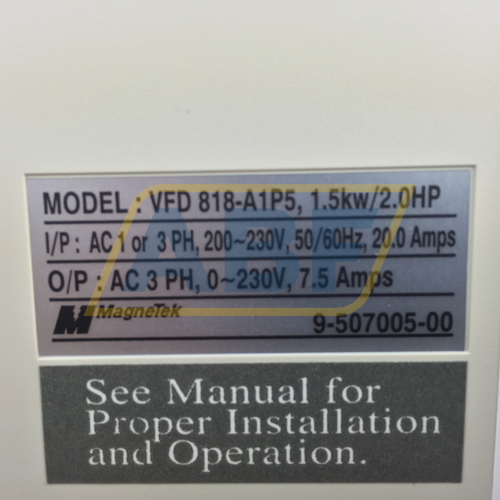 MODEL : VFD 818-A1P5, 1.5kw/2.0HP
I/P : AC 1 or 3 PH, 200~230V, 50/60Hz, 20.0 Amps
O/P : AC 3 PH, 0~230V, 7.5 Amps
MagneTek
9-507005-00
ABF
See Manual for
Proper Installation
and Operation.